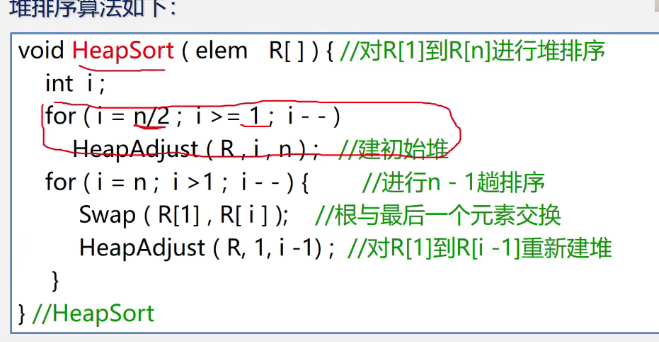 堆排序算法如下：
void HeapSort ( elem R[ ] ) { //对R[1]到R[n]进行堆排序
int i ;
for ( i = n/2 ; i >= 1 ; i - - )
HeapAdjust ( R , i , n ) ; //建初始堆
for ( i = n ; i >1 ; i - - ) { //进行n - 1趟排序
Swap ( R[1] , R[ i ] ); //根与最后一个元素交换
HeapAdjust ( R, 1, i -1) ; //对R[1]到R[i -1]重新建堆
}
} //HeapSort